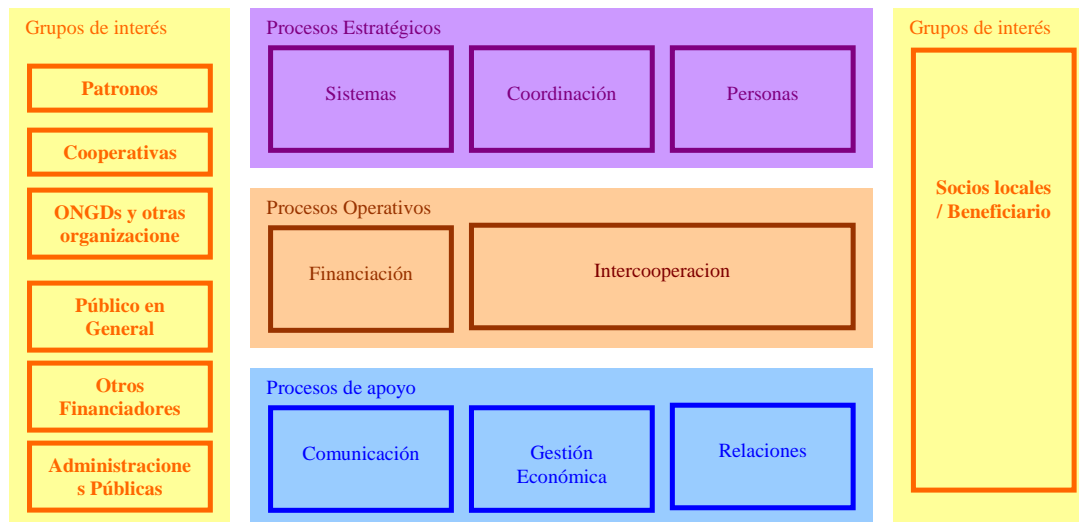 Grupos de interés
Patronos
Cooperativas
ONGDs y otras
organizacione
Público en
General
Otros
Financiadores
Administracione
s Públicas
Procesos Estratégicos
Sistemas
Coordinación
Personas
Procesos Operativos
Financiación
Intercooperacion
Procesos de apoyo
Comunicación
Gestión
Económica
Relaciones
Grupos de interés
Socios locales
/ Beneficiario